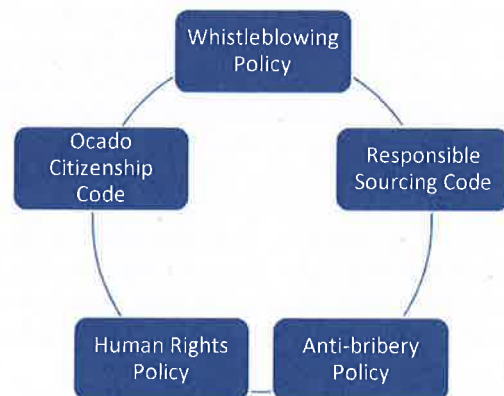 Whistleblowing
Policy
Ocado
Citizenship
Code
Responsible
Sourcing Code
Human Rights
Policy
Anti-bribery
Policy